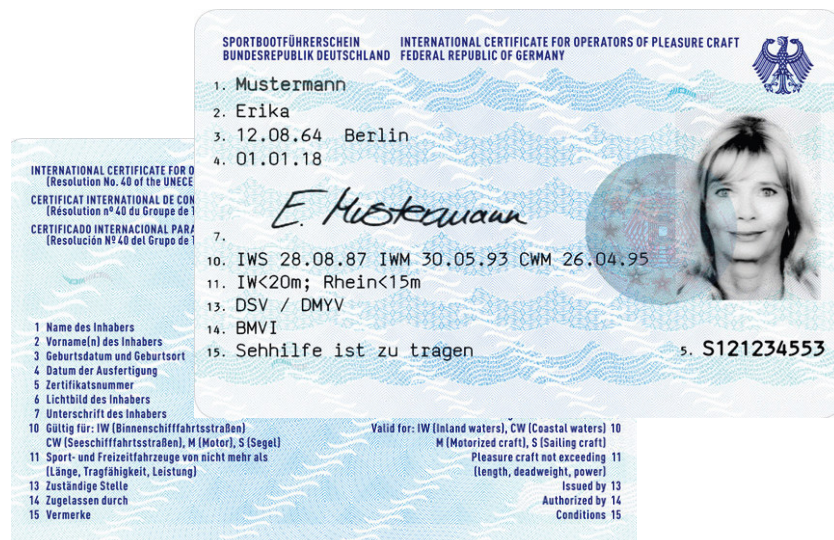 SPORTBOOTFÜHRERSCHEIN INTERNATIONAL CERTIFICATE FOR OPERATORS OF PLEASURE CRAFT
BUNDESREPUBLIK DEUTSCHLAND FEDERAL REPUBLIC OF GERMANY
1. Mustermann
2. Erika
3. 12.08.64 Berlin
4. 01.01.18
E. Mustermann
7.
10. IWS 28.08.87 IWM 30.05.93 CWM 26.04.95
11. IW<20m; Rhein<15m
13. DSV / DMYV
14. BMVI
15. Sehhilfe ist zu tragen
5. S121234553
INTERNATIONAL CERTIFICATE FOR O
(Resolution No. 40 of the UNECE
CERTIFICAT INTERNATIONAL DE CON
(Résolution nº 40 du Groupe de T
CERTIFICADO INTERNACIONAL PARA
(Resolución Nº 40 del Grupo de T
1 Name des Inhabers
2 Vorname(n) des Inhabers
3 Geburtsdatum und Geburtsort
4 Datum der Ausfertigung
5 Zertifikatsnummer
6 Lichtbild des Inhabers
7 Unterschrift des Inhabers
10 Gültig für: IW (Binnenschifffahrtsstraßen)
CW (Seeschifffahrtsstraßen), M (Motor), S (Segel)
11 Sport- und Freizeitfahrzeuge von nicht mehr als
(Länge, Tragfähigkeit, Leistung)
13 Zuständige Stelle
14 Zugelassen durch
15 Vermerke
Valid for: IW (Inland waters), CW (Coastal waters) 10
M (Motorized craft), S (Sailing craft)
Pleasure craft not exceeding 11
(length, deadweight, power)
Issued by 13
Authorized by 14
Conditions 15